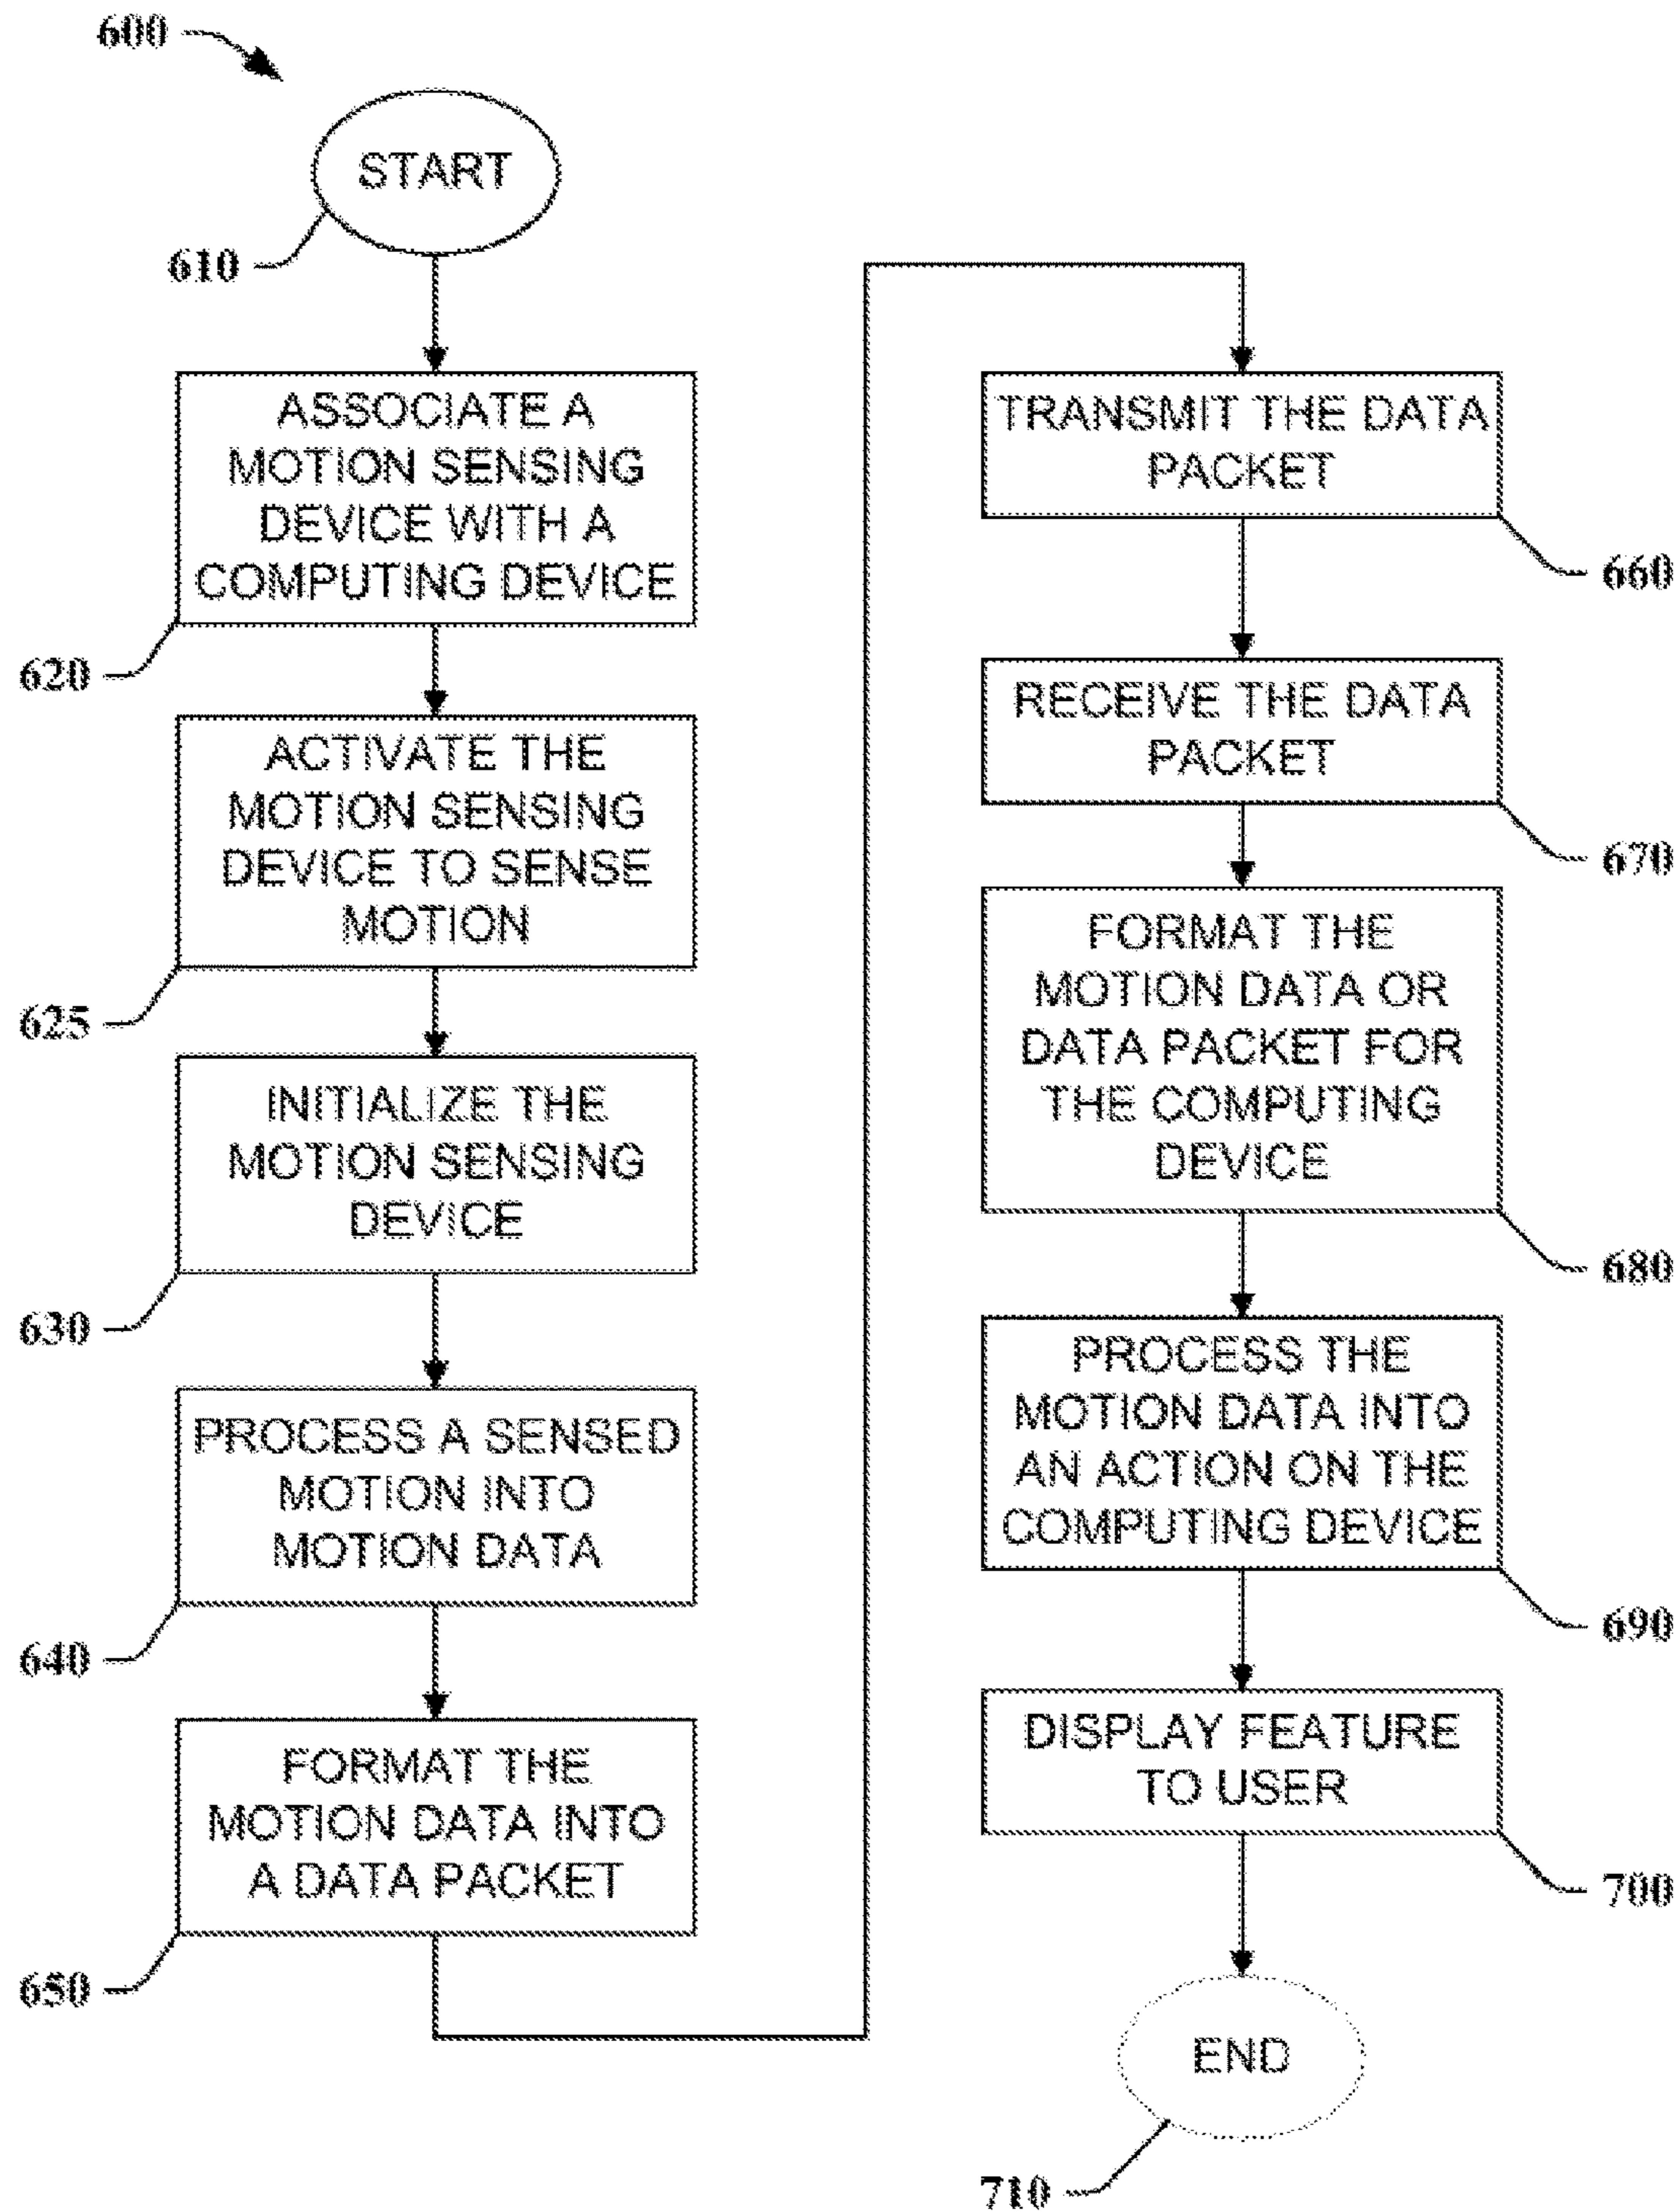 600
START
610
ASSOCIATE A
MOTION SENSING
DEVICE WITH A
COMPUTING DEVICE
620
ACTIVATE THE
MOTION SENSING
DEVICE TO SENSE
MOTION
625
INITIALIZE THE
MOTION SENSING
DEVICE
630
PROCESS A SENSED
MOTION INTO
MOTION DATA
640
FORMAT THE
MOTION DATA INTO
A DATA PACKET
650
TRANSMIT THE DATA
PACKET
660
RECEIVE THE DATA
PACKET
670
FORMAT THE
MOTION DATA OR
DATA PACKET FOR
THE COMPUTING
DEVICE
680
PROCESS THE
MOTION DATA INTO
AN ACTION ON THE
COMPUTING DEVICE
690
DISPLAY FEATURE
TO USER
700
END
710